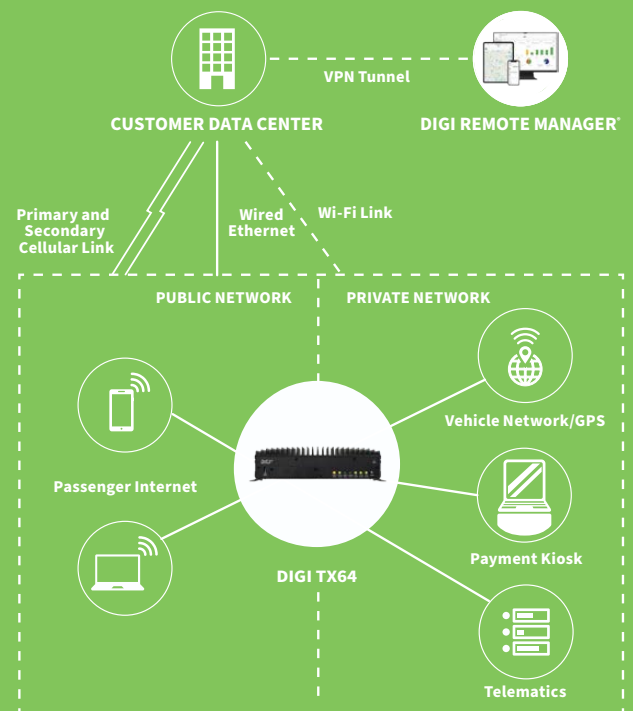 VPN Tunnel
CUSTOMER DATA CENTER
DIGI REMOTE MANAGER®
Primary and
Secondary
Cellular Link
Wired
Ethernet
Wi-Fi Link
PUBLIC NETWORK
PRIVATE NETWORK
Vehicle Network/GPS
Passenger Internet
Payment Kiosk
DIGI TX64
Telematics